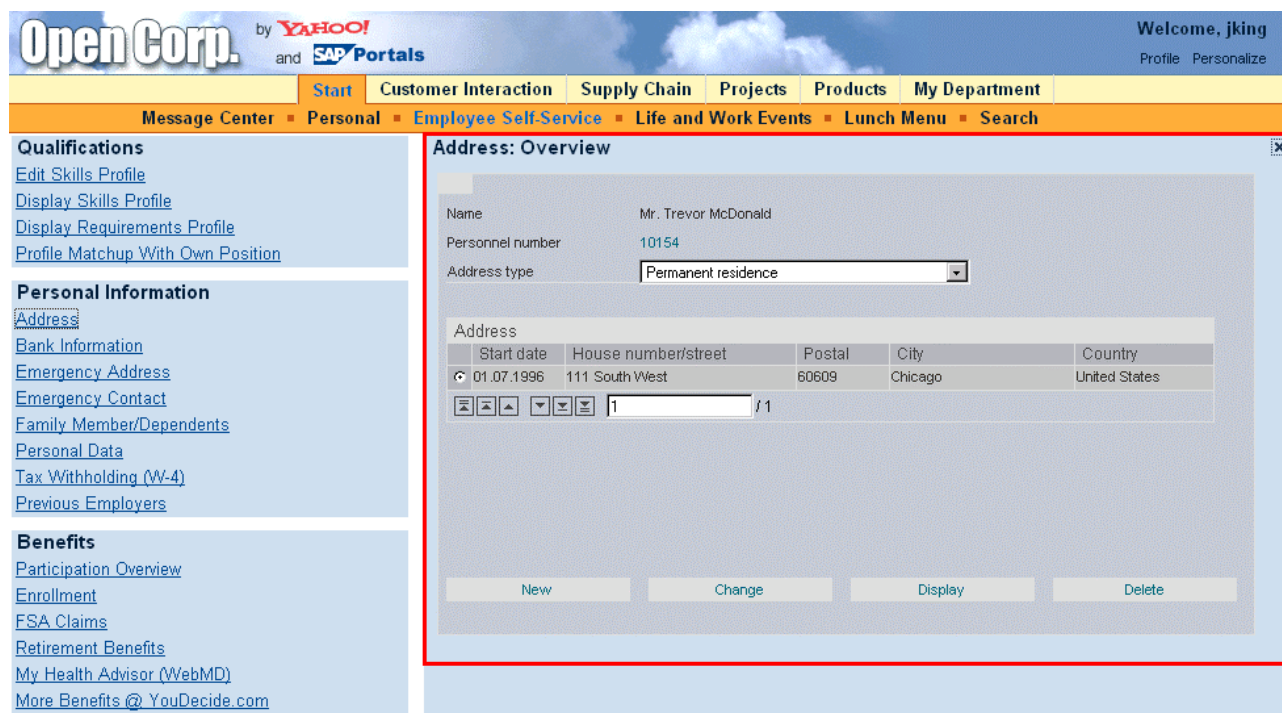 Open Corp. by YAHOO!
and SAP Portals
Welcome, jking
Profile Personalize
Start Customer Interaction Supply Chain Projects Products My Department
Message Center Personal Employee Self-Service Life and Work Events Lunch Menu Search
Qualifications
Edit Skills Profile
Display Skills Profile
Display Requirements Profile
Profile Matchup With Own Position
Personal Information
Address
Bank Information
Emergency Address
Emergency Contact
Family Member/Dependents
Personal Data
Tax Withholding (W-4)
Previous Employers
Benefits
Participation Overview
Enrollment
FSA Claims
Retirement Benefits
My Health Advisor (WebMD)
More Benefits @ YouDecide.com
Address: Overview
Name Mr. Trevor McDonald
Personnel number 10154
Address type Permanent residence
Address
Start date House number/street Postal City Country
01.07.1996 111 South West 60609 Chicago United States
1 / 1
New Change Display Delete